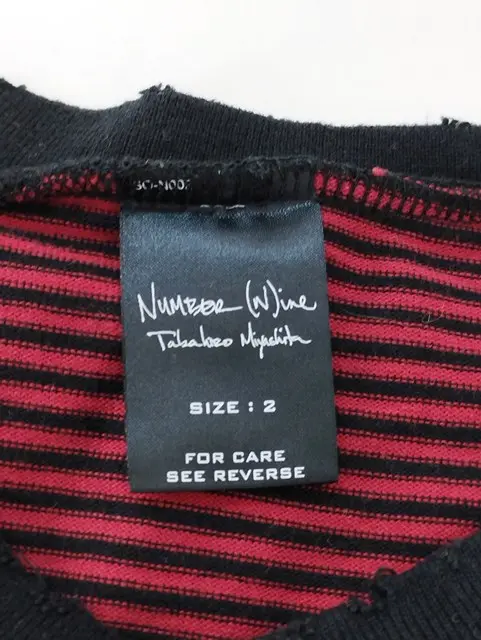 NUMBER (N)ine
Takahiro Miyashita
SIZE : 2
FOR CARE
SEE REVERSE